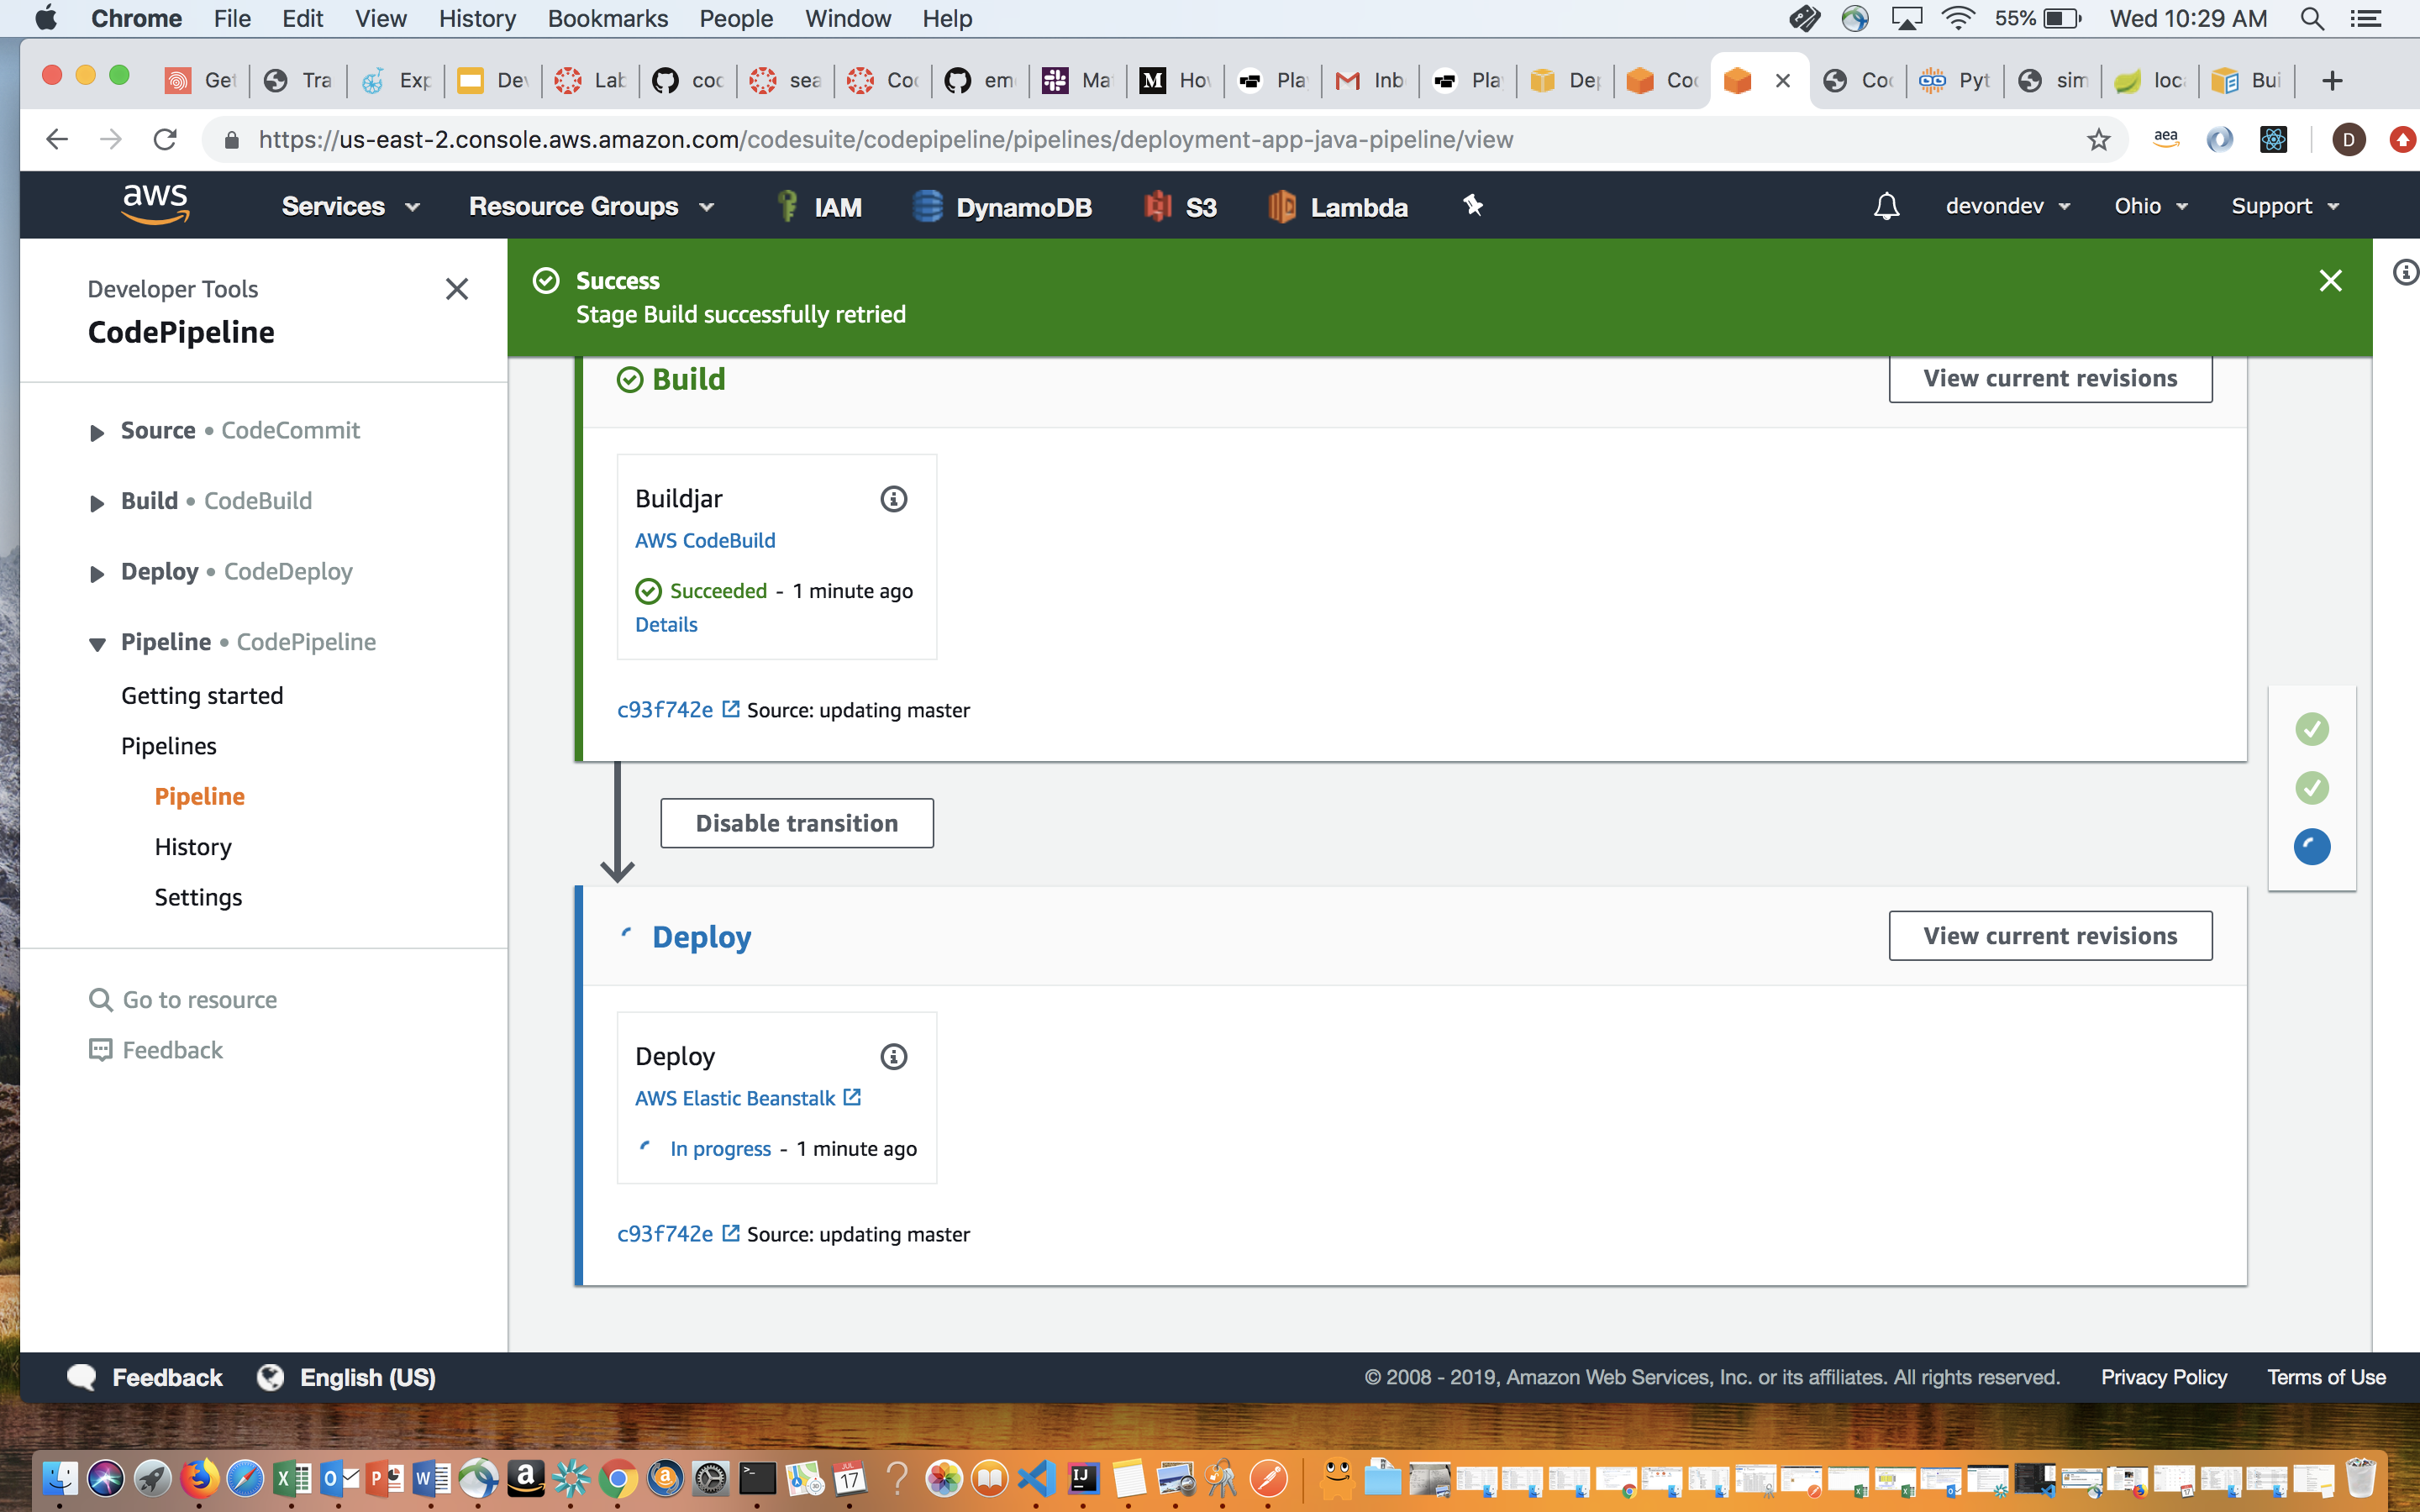 Chrome File Edit View History Bookmarks People Window Help 55% Wed 10:29 AM
Get Tra Exp Dev Lab coc sea Coc em Ma M Ho Pla Inb Pla De Coc Coc Pyt sim loca Bui
https://us-east-2.console.aws.amazon.com/codesuite/codepipeline/pipelines/deployment-app-java-pipeline/view aea D
aws Services Resource Groups IAM DynamoDB S3 Lambda devondev Ohio Support
Developer Tools
CodePipeline
Source • CodeCommit
Build • CodeBuild
Deploy • CodeDeploy
Pipeline • CodePipeline
Getting started
Pipelines
Pipeline
History
Settings
Go to resource
Feedback
Success
Stage Build successfully retried
Build
View current revisions
Buildjar
AWS CodeBuild
Succeeded - 1 minute ago
Details
c93f742e Source: updating master
Disable transition
Deploy
View current revisions
Deploy
AWS Elastic Beanstalk
In progress - 1 minute ago
c93f742e Source: updating master
Feedback English (US) © 2008 - 2019, Amazon Web Services, Inc. or its affiliates. All rights reserved. Privacy Policy Terms of Use
JUL
17